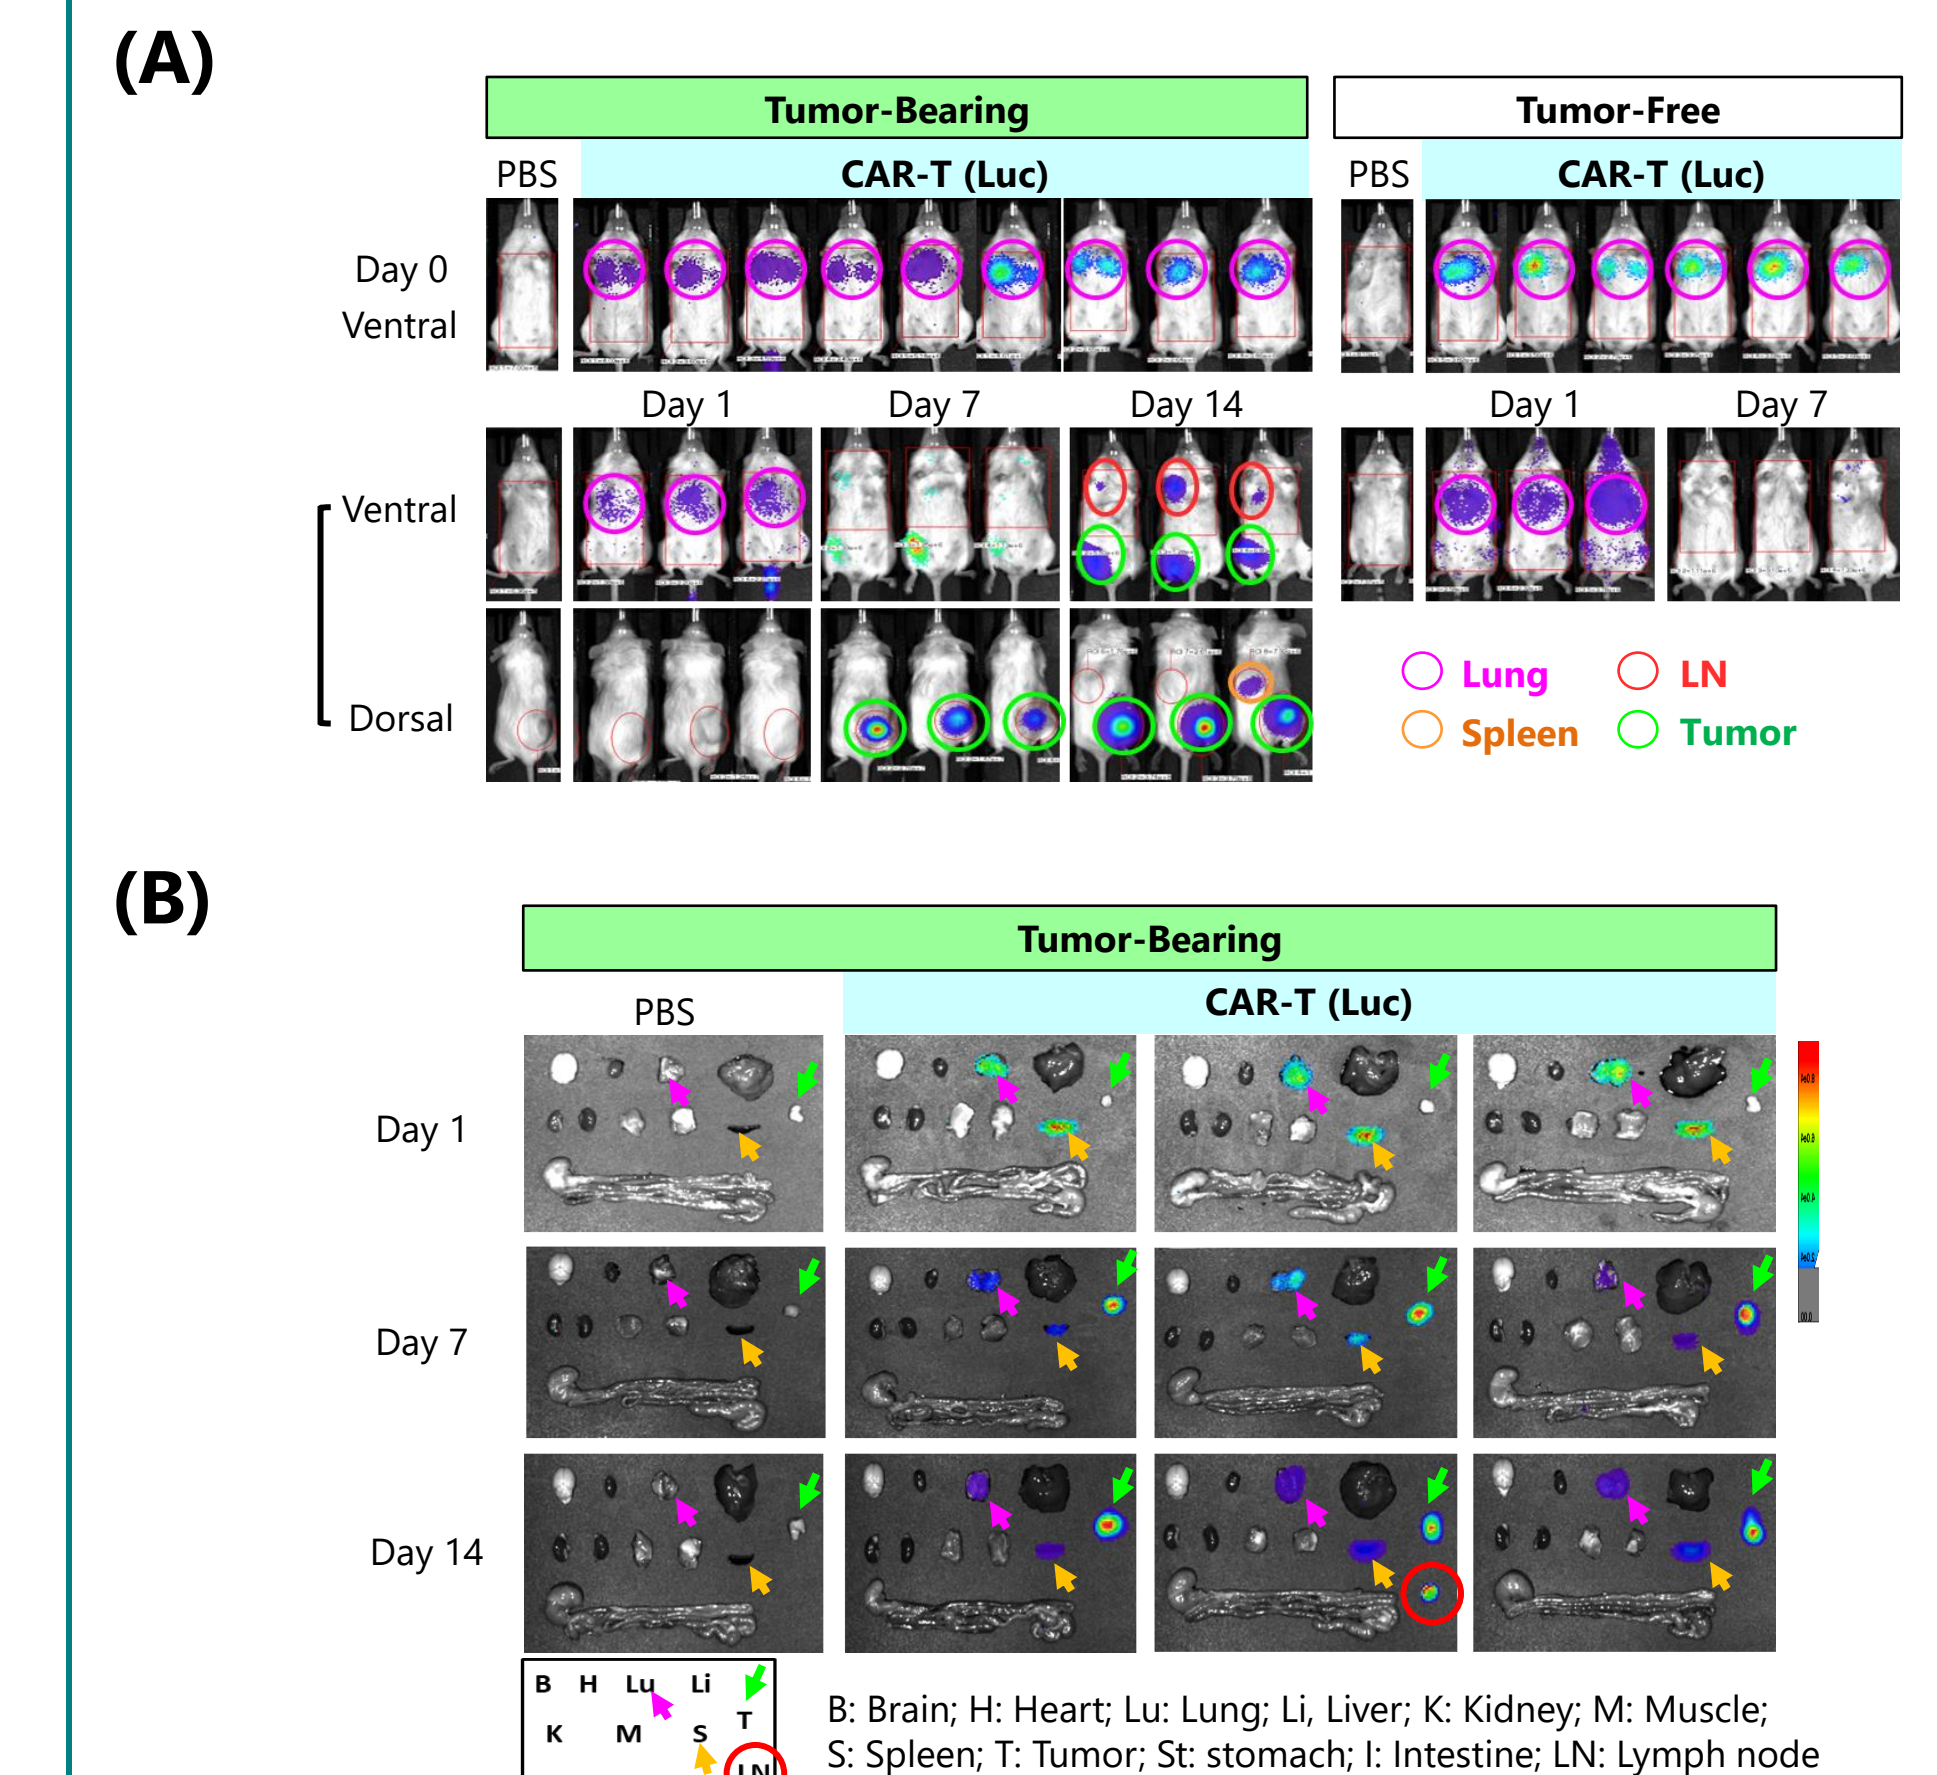 (A)
Tumor-Bearing
Tumor-Free
PBS
CAR-T (Luc)
PBS
CAR-T (Luc)
Day 0
Ventral
Day 1
Day 7
Day 14
Day 1
Day 7
Ventral
Dorsal
Lung
LN
Spleen
Tumor
(B)
Tumor-Bearing
PBS
CAR-T (Luc)
Day 1
Day 7
Day 14
B H Lu Li
T
K M S
LN
B: Brain; H: Heart; Lu: Lung; Li, Liver; K: Kidney; M: Muscle;
S: Spleen; T: Tumor; St: stomach; I: Intestine; LN: Lymph node